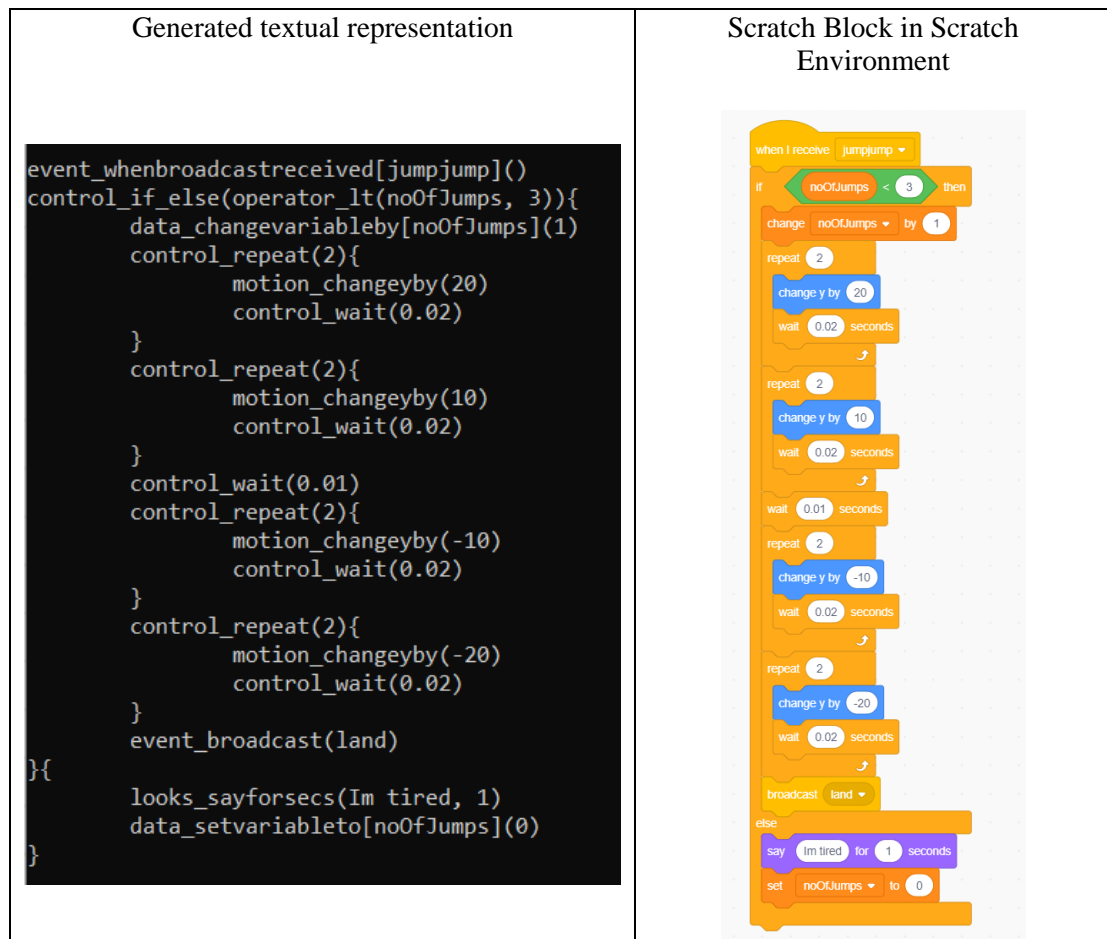 Generated textual representation
event_whenbroadcastreceived[jumpjump]()
control_if_else(operator_lt(noOfJumps, 3)){
data_changevariableby[noOfJumps](1)
control_repeat(2){
motion_changeyby(20)
control_wait(0.02)
}
control_repeat(2){
motion_changeyby(10)
control_wait(0.02)
}
control_wait(0.01)
control_repeat(2){
motion_changeyby(-10)
control_wait(0.02)
}
control_repeat(2){
motion_changeyby(-20)
control_wait(0.02)
}
event_broadcast(land)
}{
looks_sayforsecs(Im tired, 1)
data_setvariableto[noOfJumps](0)
}
Scratch Block in Scratch
Environment
when I receive jumpjump
if noOfJumps < 3 then
change noOfJumps by 1
repeat 2
change y by 20
wait 0.02 seconds
repeat 2
change y by 10
wait 0.02 seconds
wait 0.01 seconds
repeat 2
change y by -10
wait 0.02 seconds
repeat 2
change y by -20
wait 0.02 seconds
broadcast land
else
say Im tired for 1 seconds
set noOfJumps to 0